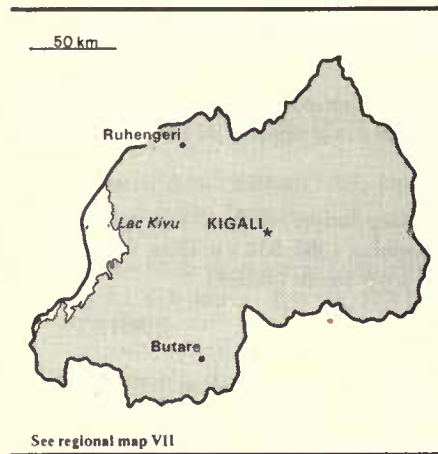 50 km
Ruhengeri
Lac Kivu
KIGALI
Butare
See regional map VII